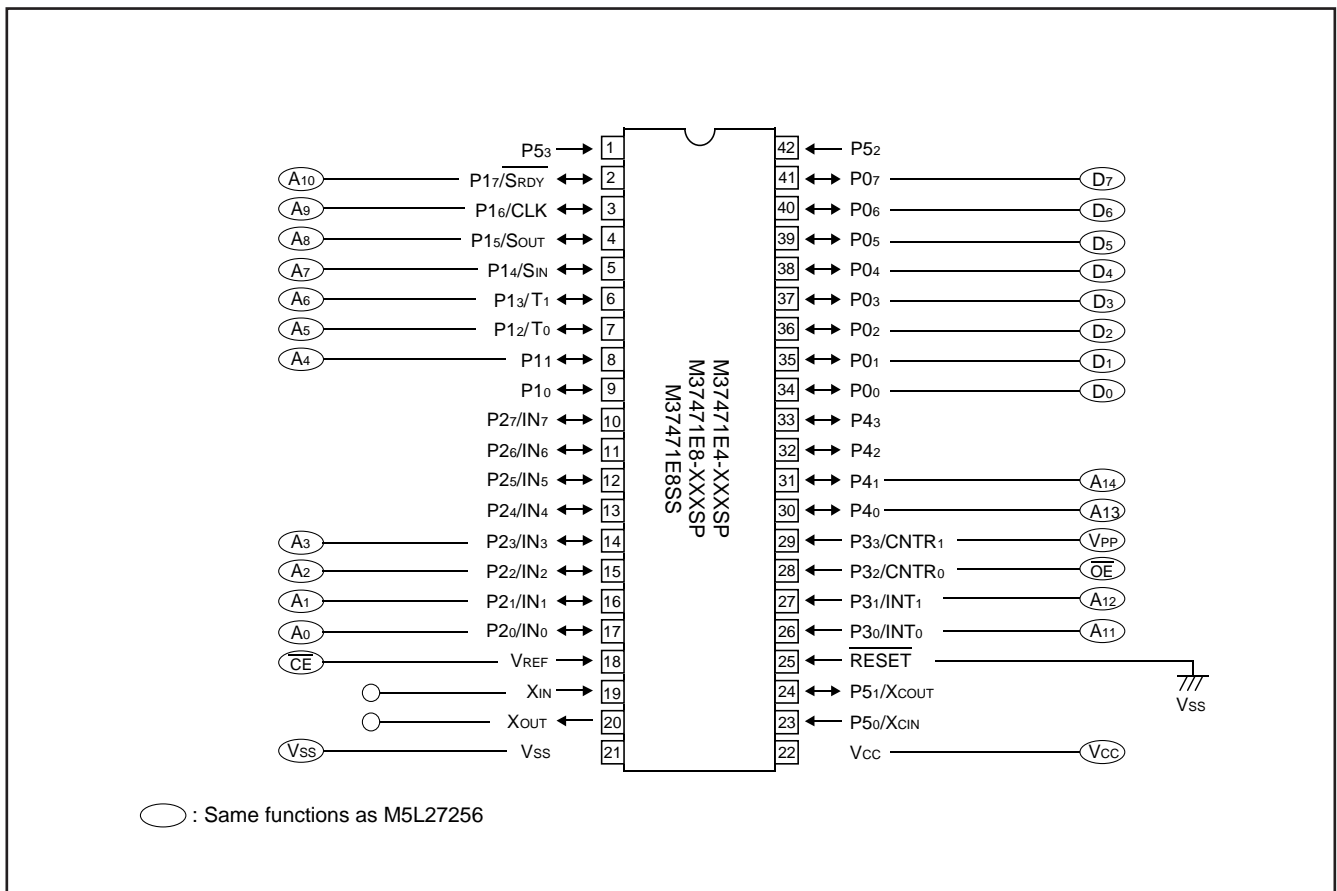 P53 1 42 P52
A10 P17/SRDY 2 41 P07 D7
A9 P16/CLK 3 40 P06 D6
A8 P15/SOUT 4 39 P05 D5
A7 P14/SIN 5 38 P04 D4
A6 P13/T1 6 37 P03 D3
A5 P12/T0 7 36 P02 D2
A4 P11 8 35 P01 D1
P10 9 34 P00 D0
P27/IN7 10 33 P43
P26/IN6 11 32 P42
P25/IN5 12 31 P41 A14
P24/IN4 13 30 P40 A13
A3 P23/IN3 14 29 P33/CNTR1 VPP
A2 P22/IN2 15 28 P32/CNTR0 OE
A1 P21/IN1 16 27 P31/INT1 A12
A0 P20/IN0 17 26 P30/INT0 A11
CE VREF 18 25 RESET
XIN 19 24 P51/XCOUT VSS
XOUT 20 23 P50/XCIN
VSS VSS 21 22 VCC VCC
M37471E4-XXXSP
M37471E8-XXXSP
M37471E8SS
: Same functions as M5L27256